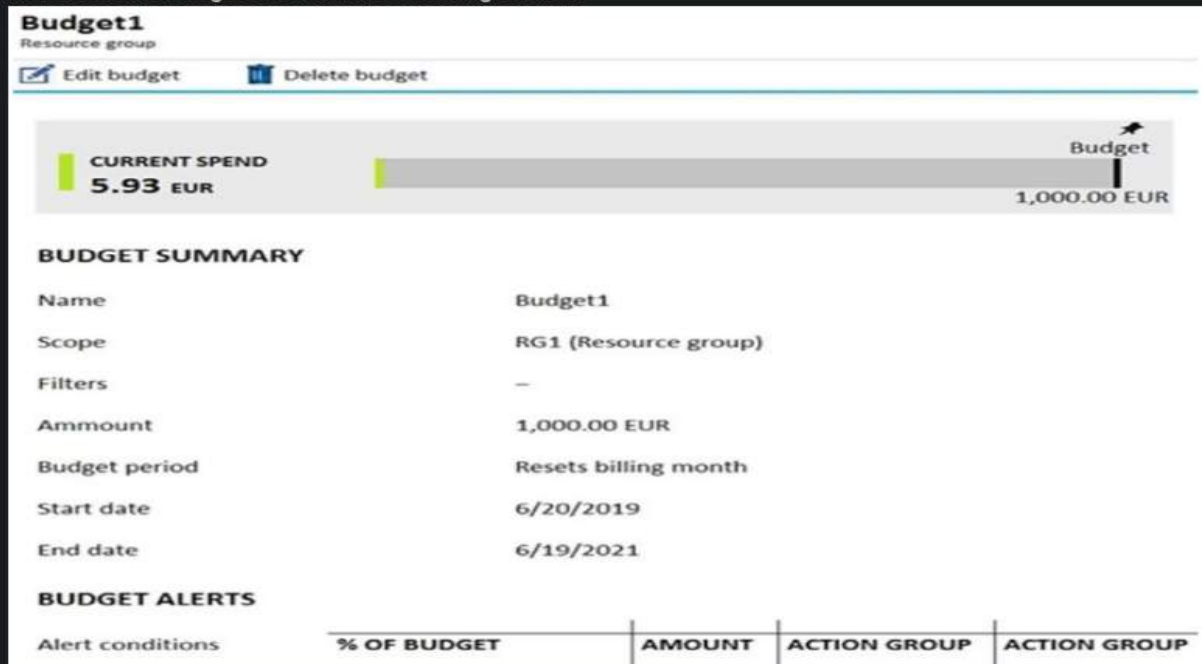 Budget1
Resource group
Edit budget Delete budget
Budget
CURRENT SPEND
5.93 EUR
1,000.00 EUR
BUDGET SUMMARY
Name Budget1
Scope RG1 (Resource group)
Filters –
Ammount 1,000.00 EUR
Budget period Resets billing month
Start date 6/20/2019
End date 6/19/2021
BUDGET ALERTS
Alert conditions % OF BUDGET AMOUNT ACTION GROUP ACTION GROUP